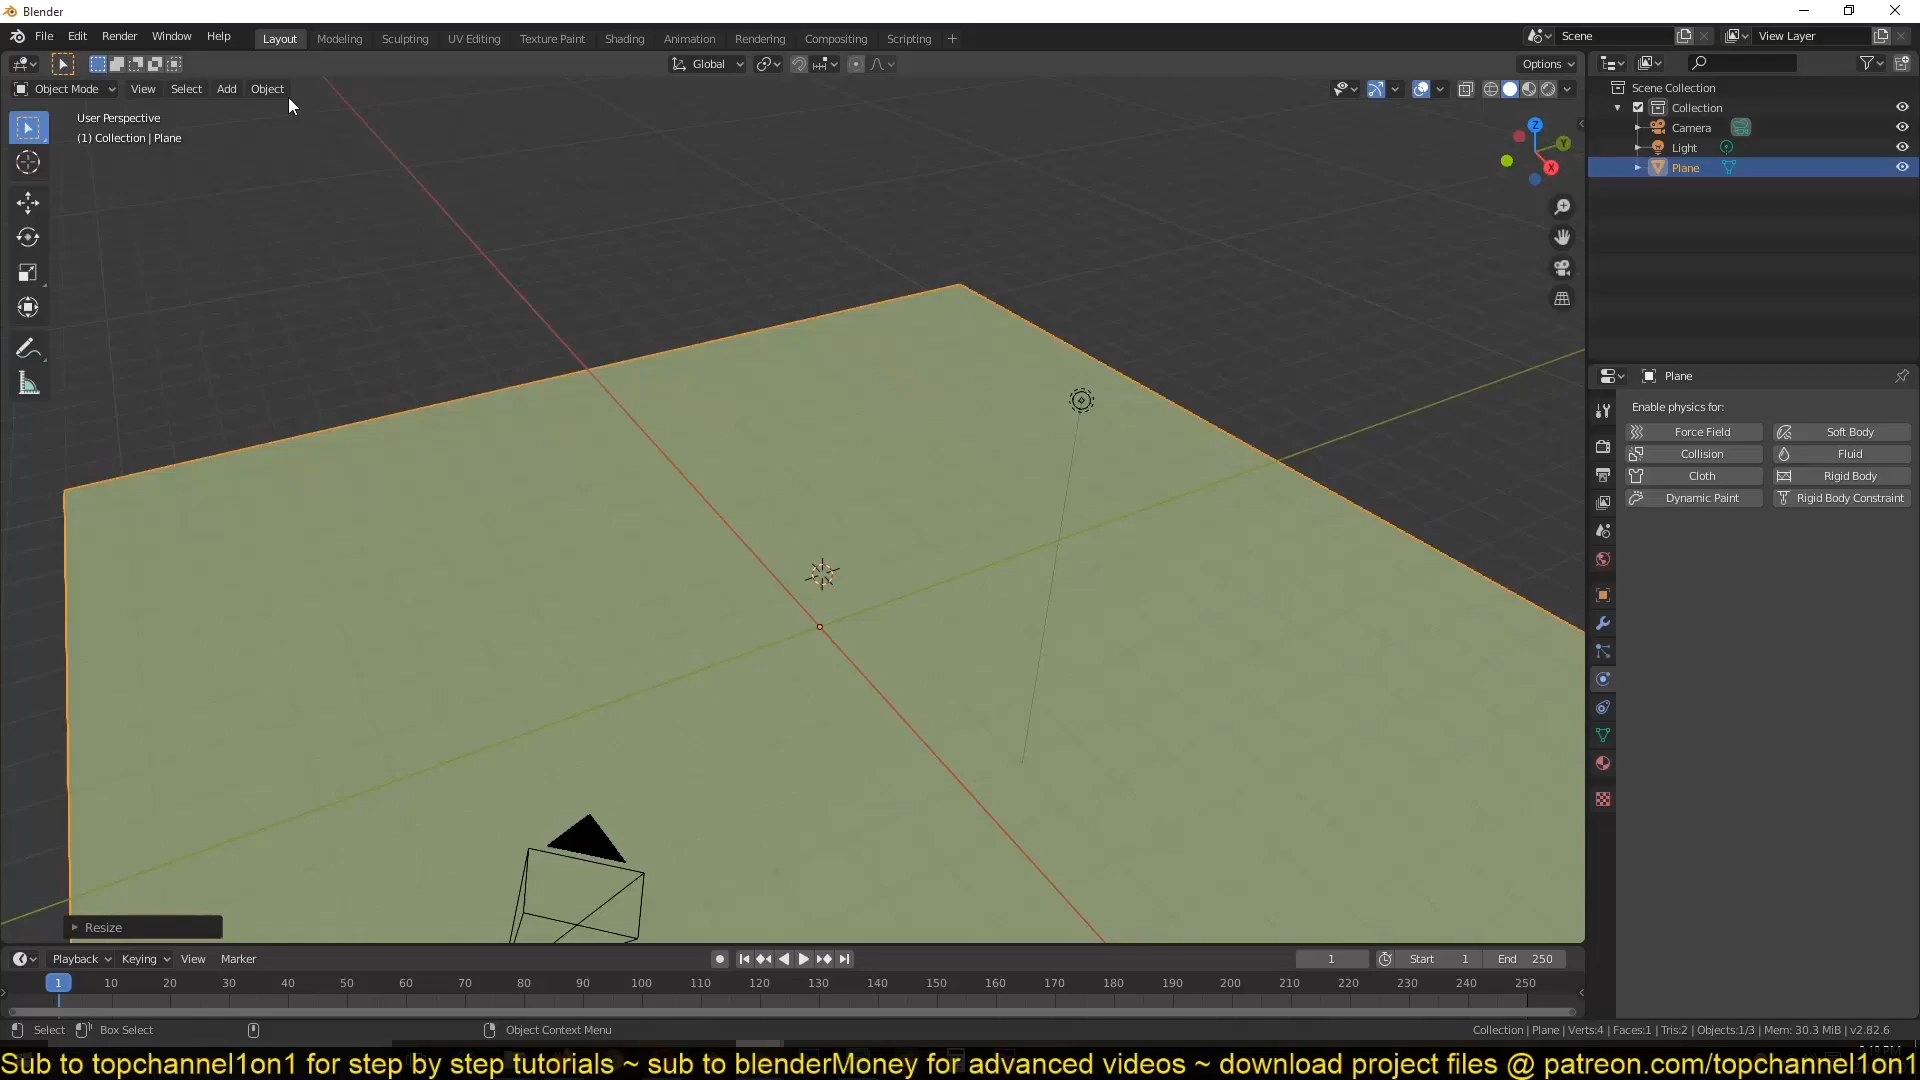 Blender
File Edit Render Window Help Layout Modeling Sculpting UV Editing Texture Paint Shading Animation Rendering Compositing Scripting + Scene View Layer
Global Options
Object Mode View Select Add Object
User Perspective
(1) Collection | Plane
Z
Y
X
Scene Collection
Collection
Camera
Light
Plane
Plane
Enable physics for:
Force Field Soft Body
Collision Fluid
Cloth Rigid Body
Dynamic Paint Rigid Body Constraint
Resize
Playback Keying View Marker 1 Start 1 End 250
1 10 20 30 40 50 60 70 80 90 100 110 120 130 140 150 160 170 180 190 200 210 220 230 240 250
Select Box Select Object Context Menu Collection | Plane | Verts:4 | Faces:1 | Tris:2 | Objects:1/3 | Mem: 30.3 MiB | v2.82.6
Sub to topchannel1on1 for step by step tutorials ~ sub to blenderMoney for advanced videos ~ download project files @ patreon.com/topchannel1on1